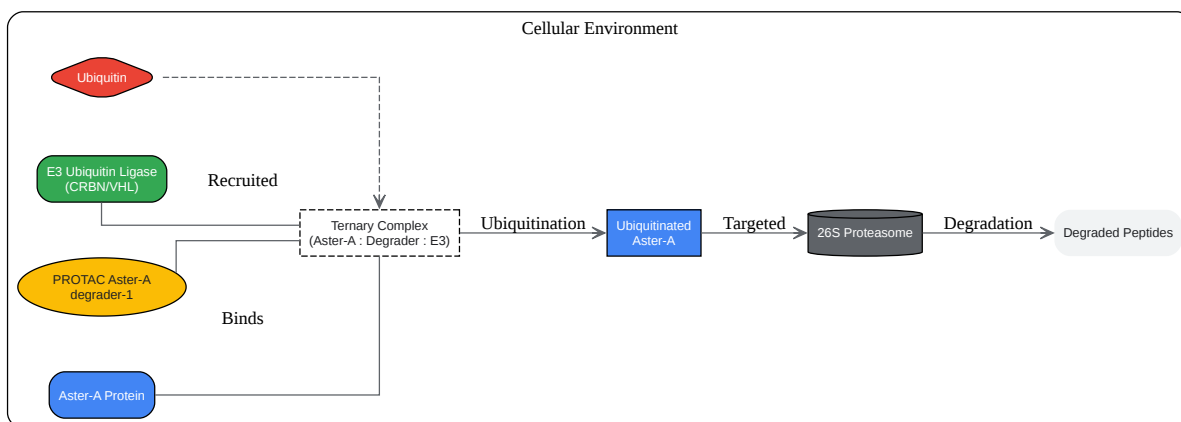 Cellular Environment
Ubiquitin
E3 Ubiquitin Ligase
(CRBN/VHL)
Recruited
Ternary Complex
(Aster-A : Degrader : E3)
Ubiquitination
Ubiquitinated
Aster-A
Targeted
26S Proteasome
Degradation
Degraded Peptides
PROTAC Aster-A
degrader-1
Binds
Aster-A Protein